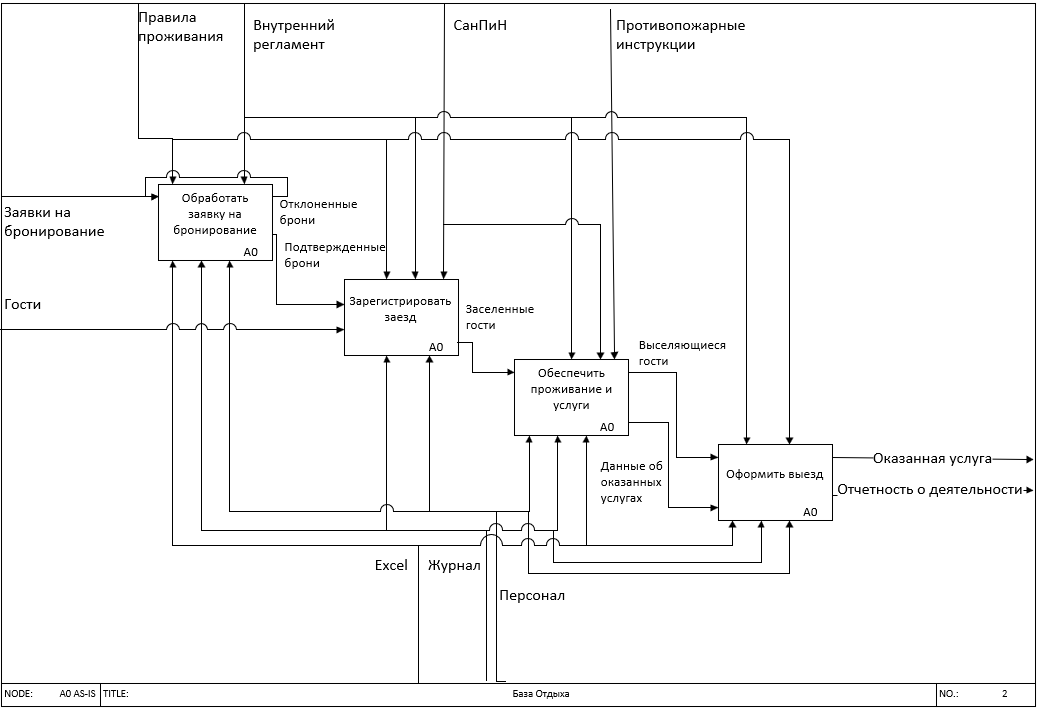 Правила
проживания
Внутренний
регламент
СанПиН
Противопожарные
инструкции
Обработать
заявку на
бронирование
A0
Заявки на
бронирование
Отклоненные
брони
Подтвержденные
брони
Гости
Зарегистрировать
заезд
A0
Заселенные
гости
Обеспечить
проживание и
услуги
A0
Выселяющиеся
гости
Данные об
оказанных
услугах
Оформить выезд
A0
Оказанная услуга
Отчетность о деятельности
Excel
Журнал
Персонал
NODE: A0 AS-IS TITLE: База Отдыха NO.: 2